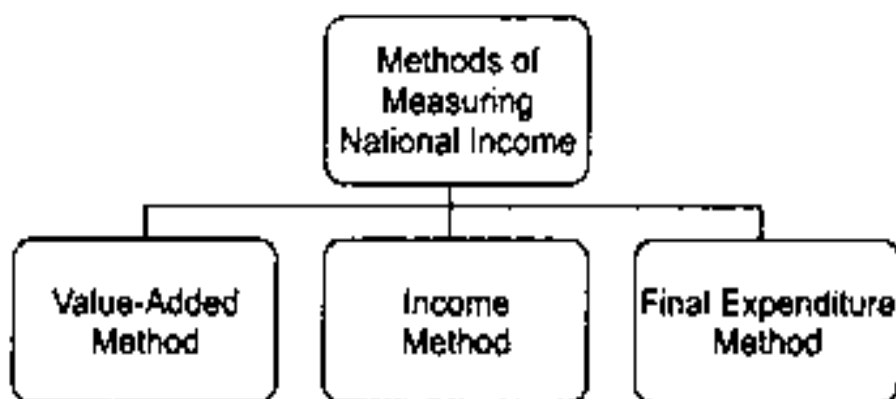 Methods of
Measuring
National Income
Value-Added
Method
Income
Method
Final Expenditure
Method